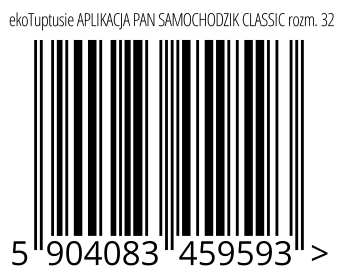 ekoTuptusie APLIKACJA PAN SAMOCHODZIK CLASSIC rozm. 32
5 904083 459593 >